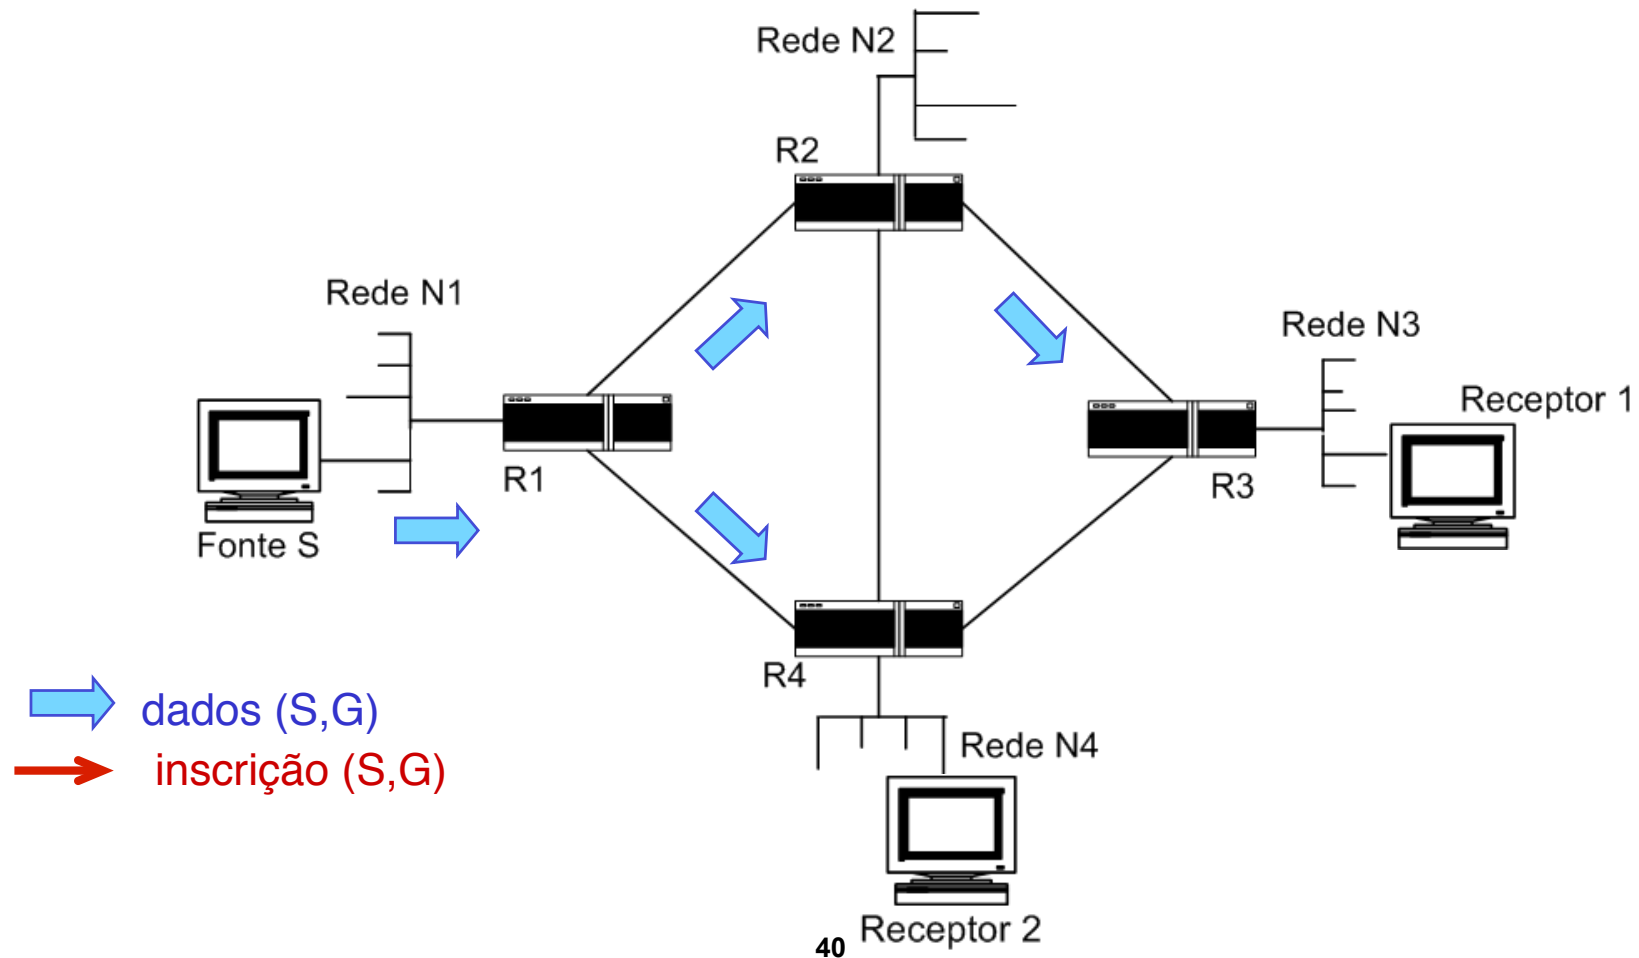 Rede N2
R2
Rede N1
Rede N3
Receptor 1
R1
R3
Fonte S
R4
dados (S,G)
Rede N4
inscrição (S,G)
Receptor 2
40